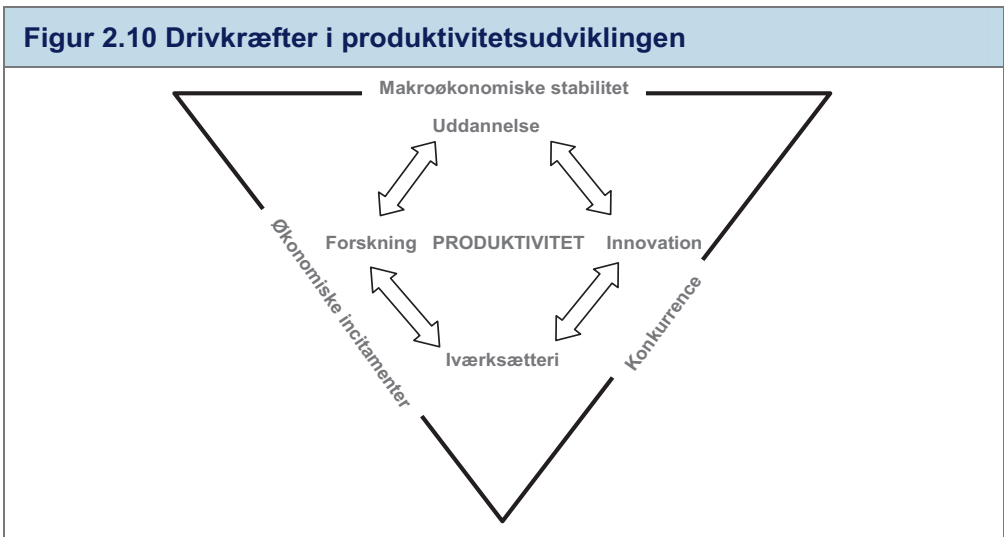 Figur 2.10 Drivkræfter i produktivitetsudviklingen
Makroøkonomiske stabilitet
Uddannelse
Forskning PRODUKTIVITET Innovation
Økonomiske incitamenter
Konkurrence
Iværksætteri